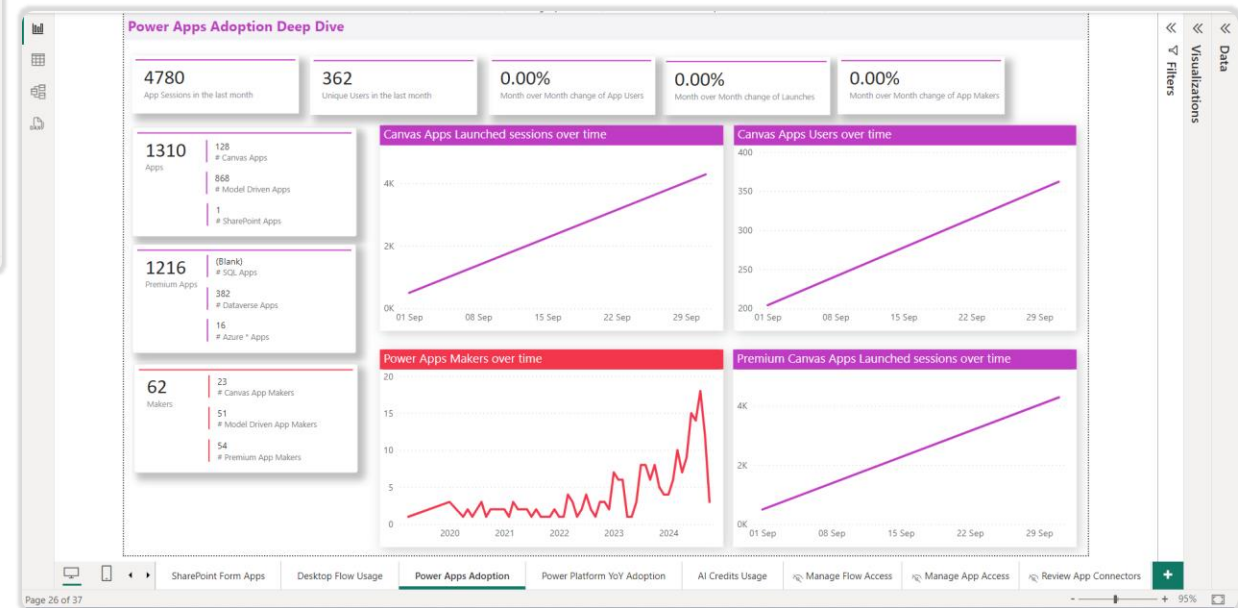 Power Apps Adoption Deep Dive
4780
App Sessions in the last month
362
Unique Users in the last month
0.00%
Month over Month change of App Users
0.00%
Month over Month change of Launches
0.00%
Month over Month change of App Makers
1310
Apps
128
# Canvas Apps
868
# Model Driven Apps
1
# SharePoint Apps
1216
Premium Apps
(Blank)
# SQL Apps
382
# Dataverse Apps
16
# Azure * Apps
62
Makers
23
# Canvas App Makers
51
# Model Driven App Makers
54
# Premium App Makers
Canvas Apps Launched sessions over time
4K
2K
0K
01 Sep 08 Sep 15 Sep 22 Sep 29 Sep
Canvas Apps Users over time
400
350
300
250
200
01 Sep 08 Sep 15 Sep 22 Sep 29 Sep
Power Apps Makers over time
20
15
10
5
0
2020 2021 2022 2023 2024
Premium Canvas Apps Launched sessions over time
4K
2K
0K
01 Sep 08 Sep 15 Sep 22 Sep 29 Sep
Filters
Visualizations
Data
SharePoint Form Apps Desktop Flow Usage Power Apps Adoption Power Platform YoY Adoption AI Credits Usage Manage Flow Access Manage App Access Review App Connectors +
Page 26 of 37
- + 95%